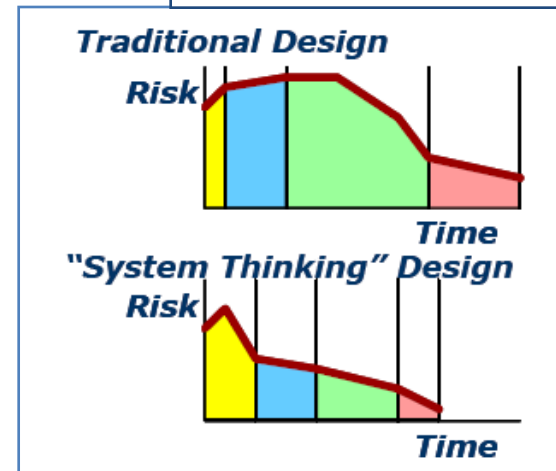 Traditional Design
Risk
Time
“System Thinking” Design
Risk
Time